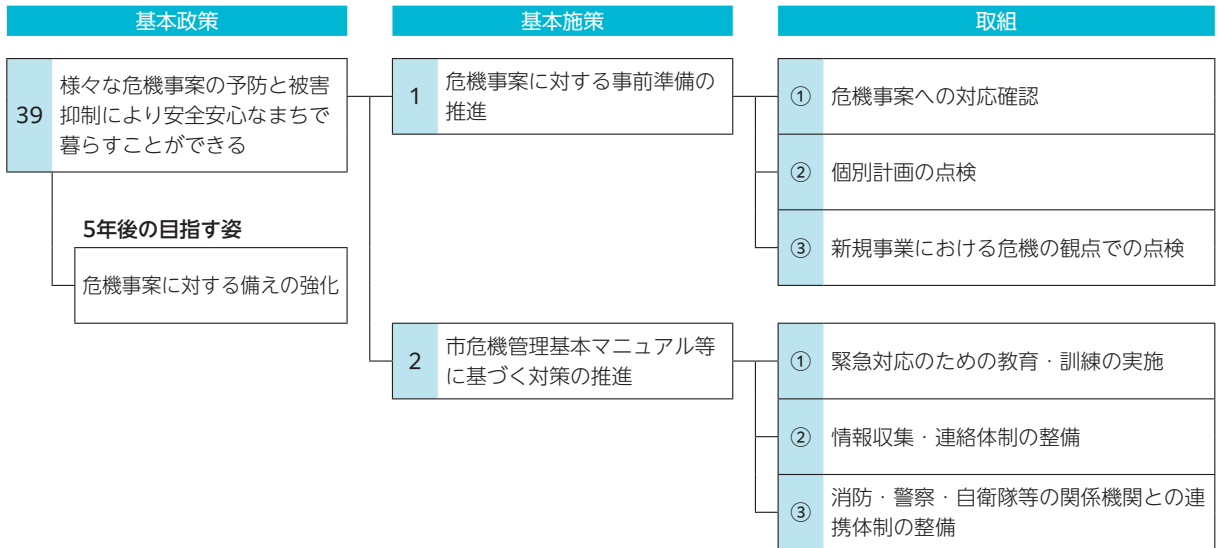 基本政策
基本施策
取組
39
様々な危機事案の予防と被害
抑制により安全安心なまちで
暮らすことができる
5年後の目指す姿
危機事案に対する備えの強化
1
危機事案に対する事前準備の
推進
① 危機事案への対応確認
② 個別計画の点検
③ 新規事業における危機の観点での点検
2
市危機管理基本マニュアル等
に基づく対策の推進
① 緊急対応のための教育・訓練の実施
② 情報収集・連絡体制の整備
③ 消防・警察・自衛隊等の関係機関との連
携体制の整備